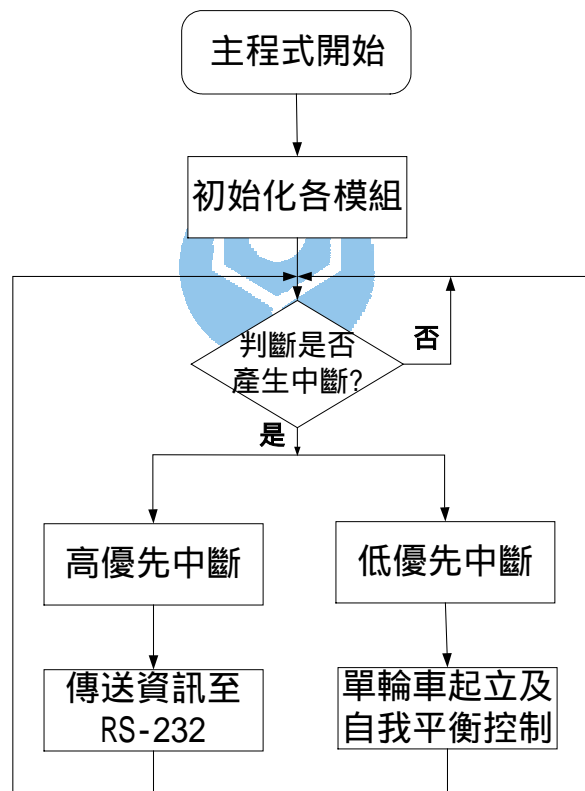 主程式開始
初始化各模組
判斷是否
產生中斷?
否
是
高優先中斷
低優先中斷
傳送資訊至
RS-232
單輪車起立及
自我平衡控制